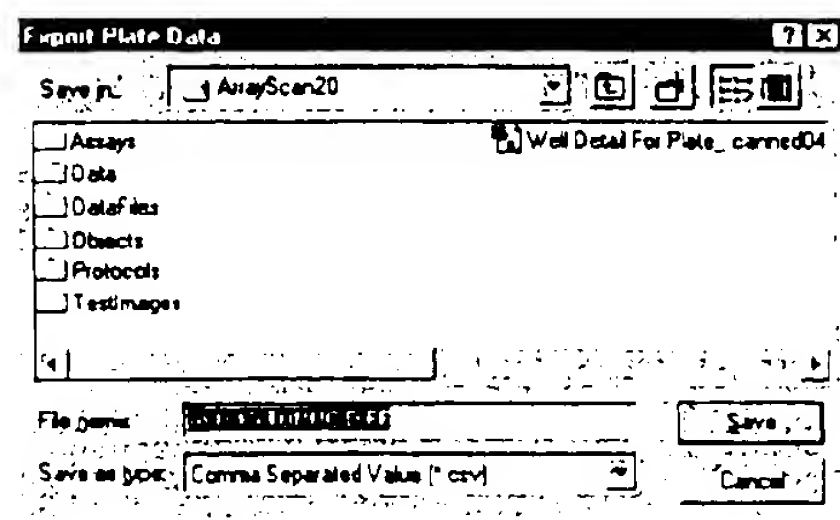 Export Plate Data
Save in: ArrayScan20
Assays
Well Detail For Plate_ canned04
Data
Datafiles
Objects
Protocols
TestImages
File name:
Save
Save as type: Comma Separated Value (*.csv)
Cancel